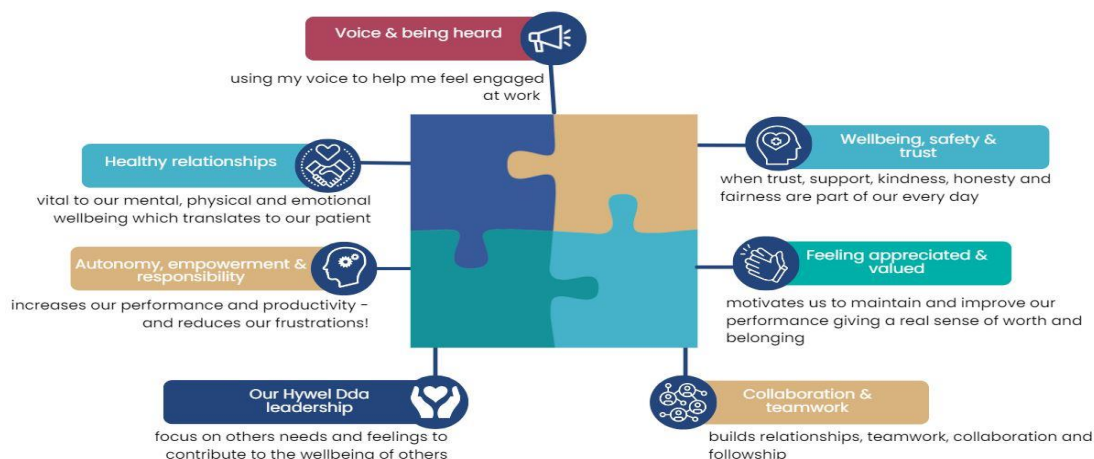 Voice & being heard
using my voice to help me feel engaged
at work
Healthy relationships
vital to our mental, physical and emotional
wellbeing which translates to our patient
Wellbeing, safety &
trust
when trust, support, kindness, honesty and
fairness are part of our every day
Autonomy, empowerment &
responsibility
increases our performance and productivity -
and reduces our frustrations!
Feeling appreciated &
valued
motivates us to maintain and improve our
performance giving a real sense of worth and
belonging
Our Hywel Dda
leadership
focus on others needs and feelings to
contribute to the wellbeing of others
Collaboration &
teamwork
builds relationships, teamwork, collaboration and
followship